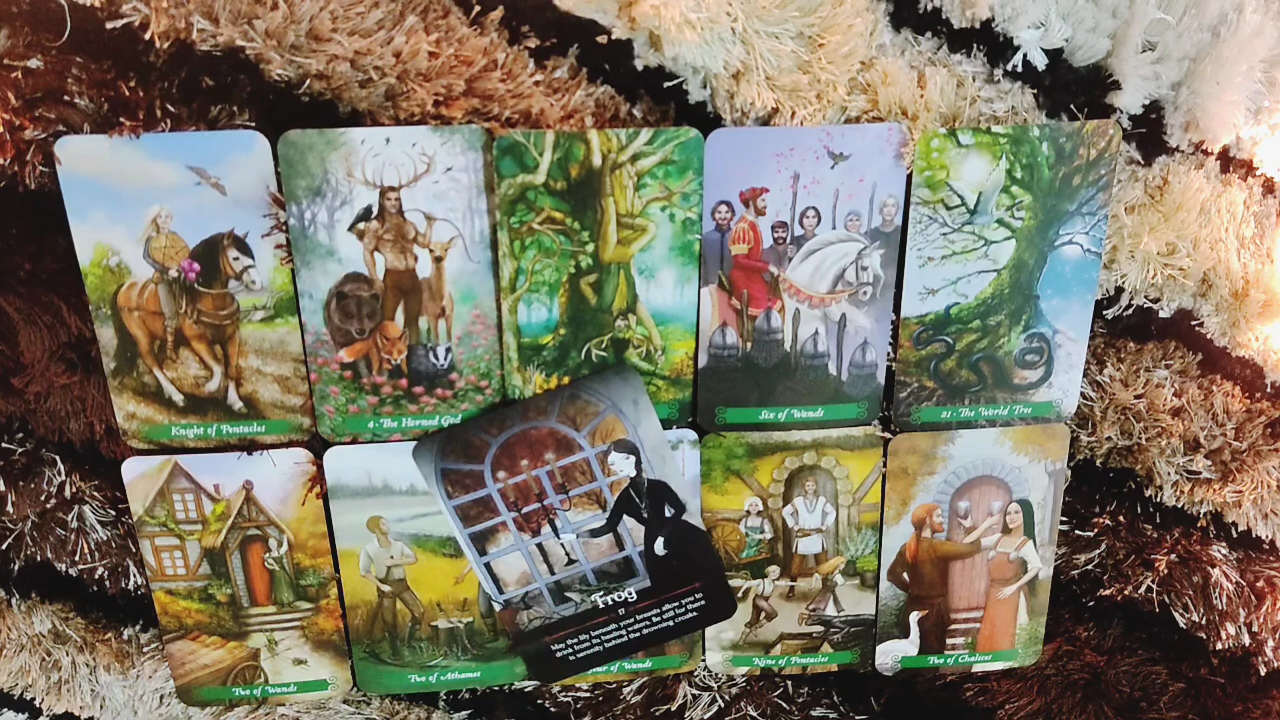 Knight of Pentacles
4 • The Horned God
Six of Wands
21 • The World Tree
Frog
17
May the lily beneath your breasts allow you to
drink from its healing waters. Be still for there
is serenity behind the drowning croaks.
Two of Wands
Two of Athames
of Wands
Nine of Pentacles
Two of Chalices